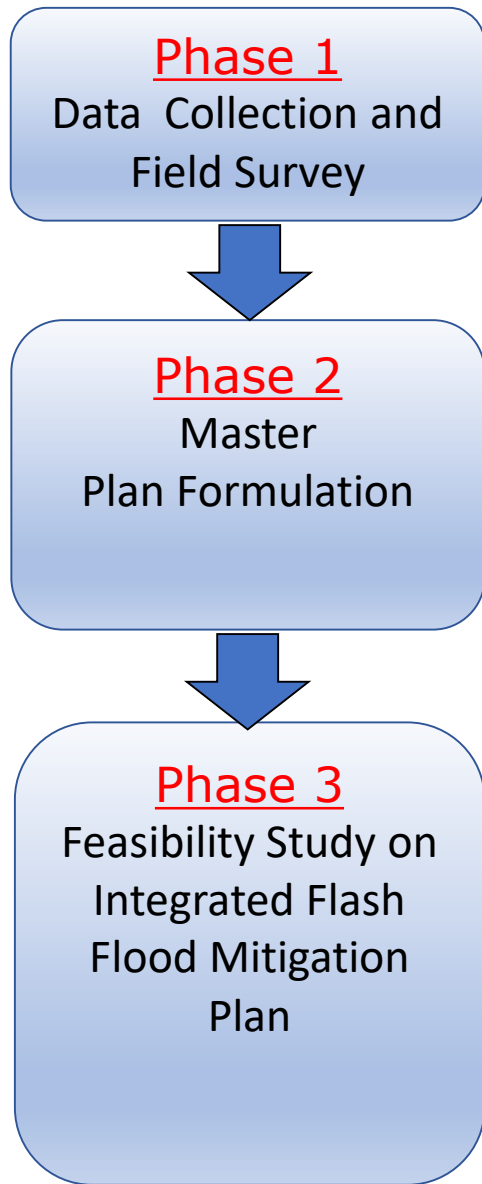 Phase 1
Data Collection and
Field Survey
Phase 2
Master
Plan Formulation
Phase 3
Feasibility Study on
Integrated Flash
Flood Mitigation
Plan